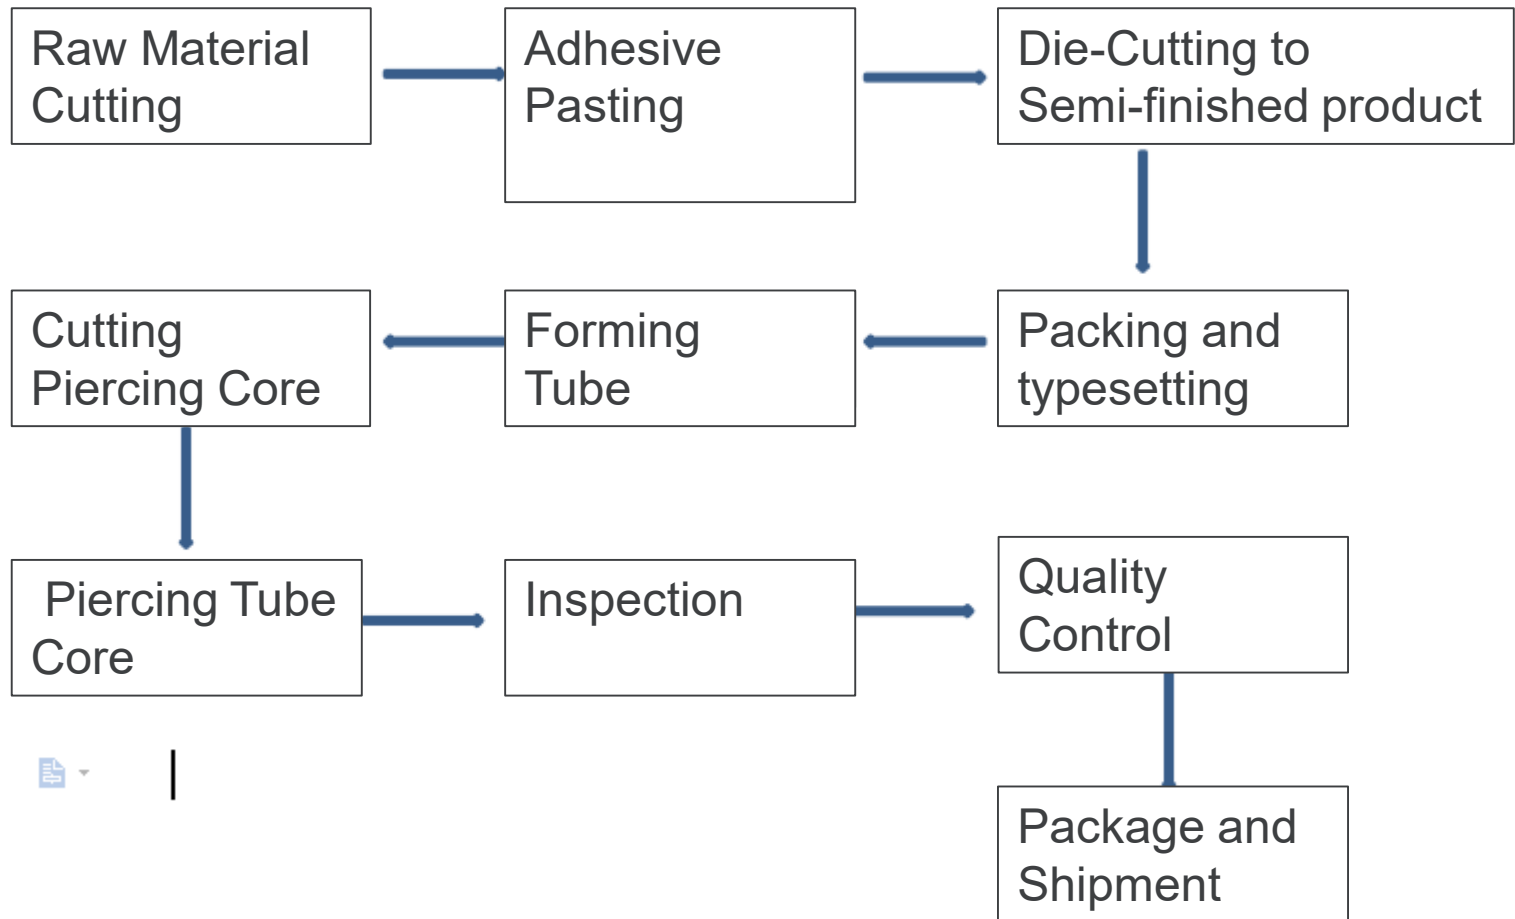 Raw Material
Cutting
Adhesive
Pasting
Die-Cutting to
Semi-finished product
Cutting
Piercing Core
Forming
Tube
Packing and
typesetting
Piercing Tube
Core
Inspection
Quality
Control
Package and
Shipment